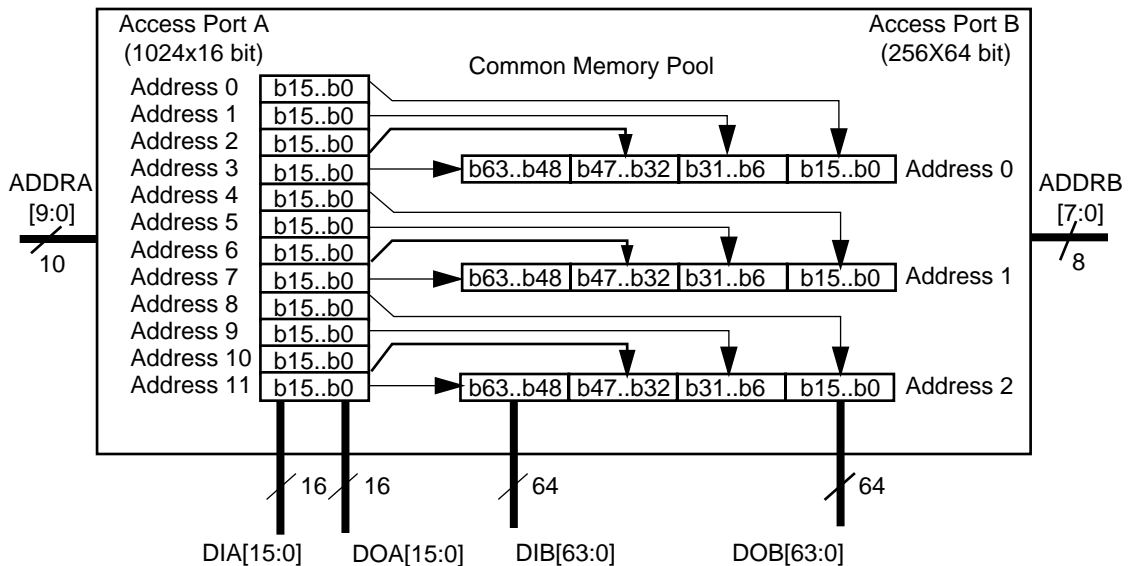 Access Port A
(1024x16 bit)
Access Port B
(256X64 bit)
Common Memory Pool
Address 0 b15..b0
Address 1 b15..b0
Address 2 b15..b0
Address 3 b15..b0 b63..b48 b47..b32 b31..b6 b15..b0 Address 0
Address 4 b15..b0
Address 5 b15..b0
Address 6 b15..b0
Address 7 b15..b0 b63..b48 b47..b32 b31..b6 b15..b0 Address 1
Address 8 b15..b0
Address 9 b15..b0
Address 10 b15..b0
Address 11 b15..b0 b63..b48 b47..b32 b31..b6 b15..b0 Address 2
ADDRA
[9:0]
10
ADDRB
[7:0]
8
16 16 64 64
DIA[15:0] DOA[15:0] DIB[63:0] DOB[63:0]